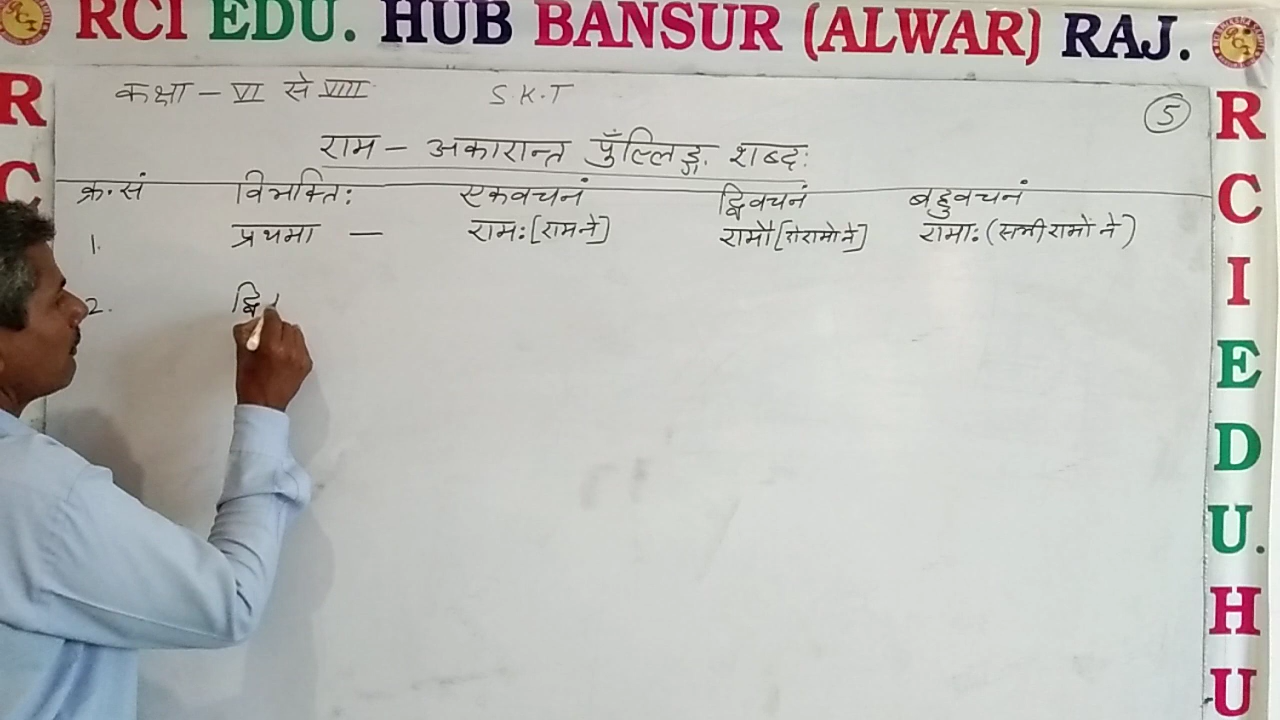 RCI EDU. HUB BANSUR (ALWAR) RAJ.
कक्षा - VI से VIII S.K.T 5
राम - अकारान्त पुँल्लिङ्ग शब्दः
क्र.सं विभक्तिः एकवचनं द्विवचनं बहुवचनं
1. प्रथमा - रामः [राम ने] रामौ [दो रामों ने] रामाः (सभी रामों ने)
2. द्वि
R C
R C I E D U. H U